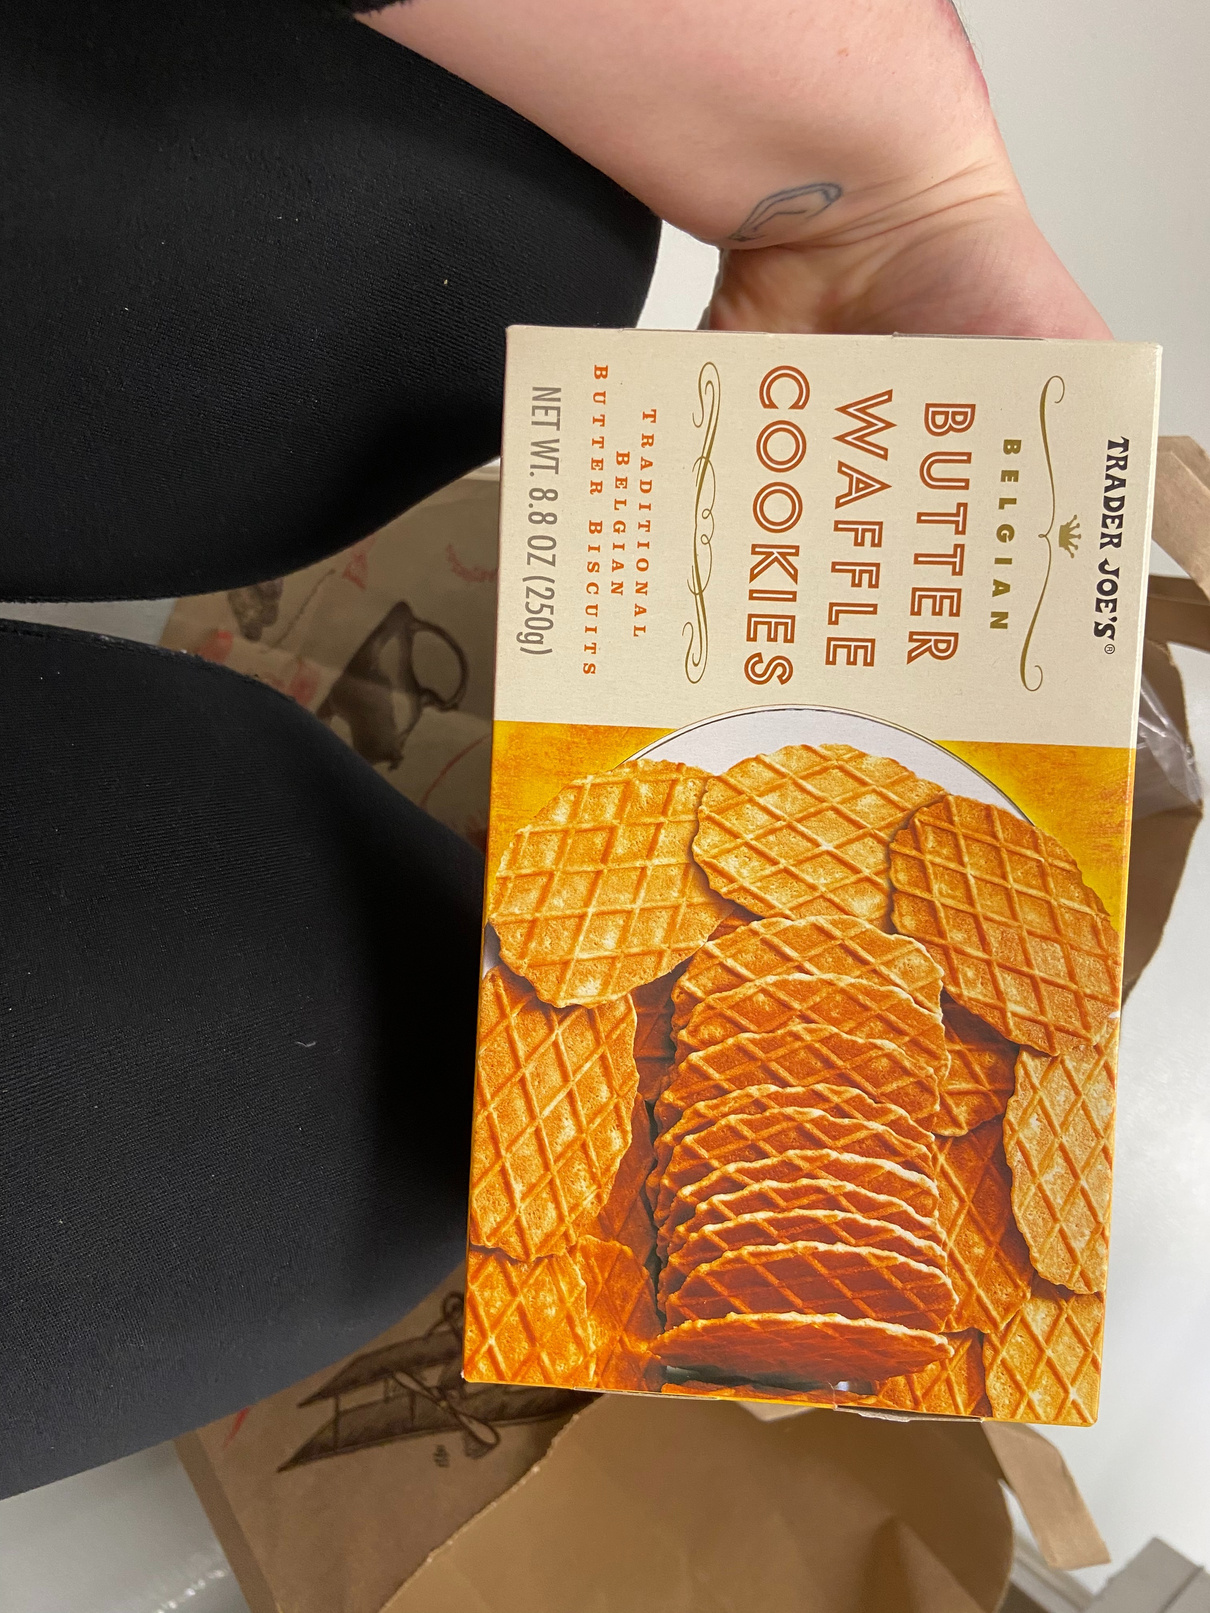 TRADER JOE'S®
BELGIAN
BUTTER
WAFFLE
COOKIES
TRADITIONAL
BELGIAN
BUTTER BISCUITS
NET WT. 8.8 OZ (250g)